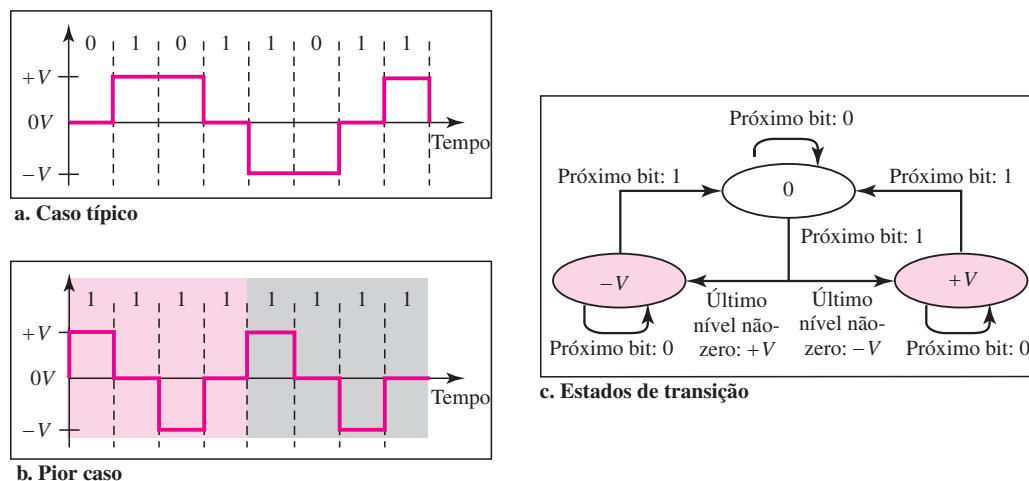 0 1 0 1 1 0 1 1
+V
0V
Tempo
−V
a. Caso típico
1 1 1 1 1 1 1 1
+V
0V
Tempo
−V
b. Pior caso
Próximo bit: 0
Próximo bit: 1
0
Próximo bit: 1
Próximo bit: 1
−V
+V
Último
nível não-
zero: +V
Último
nível não-
zero: −V
Próximo bit: 0
Próximo bit: 0
c. Estados de transição